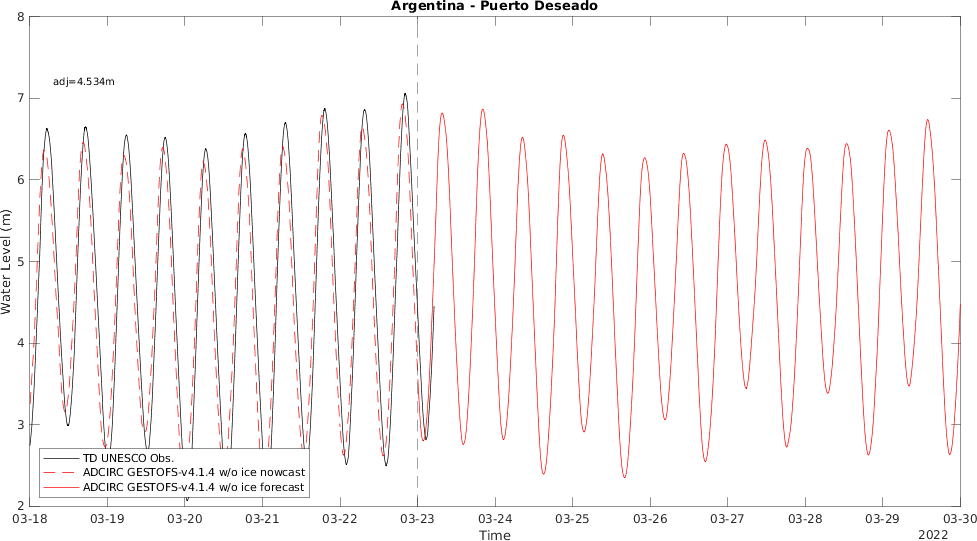 Argentina - Puerto Deseado
8
7
6
5
4
3
2
Water Level (m)
adj=4.534m
TD UNESCO Obs.
ADCIRC GESTOFS-v4.1.4 w/o ice nowcast
ADCIRC GESTOFS-v4.1.4 w/o ice forecast
03-18 03-19 03-20 03-21 03-22 03-23 03-24 03-25 03-26 03-27 03-28 03-29 03-30
Time
2022